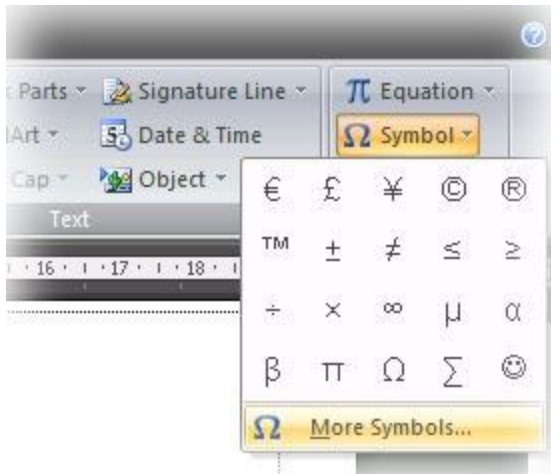 Parts Signature Line π Equation
Art Date & Time Ω Symbol
Cap Object
Text
€ £ ¥ © ®
™ ± ≠ ≤ ≥
÷ × ∞ µ α
β π Ω ∑ ☺
16 17 18
Ω More Symbols...